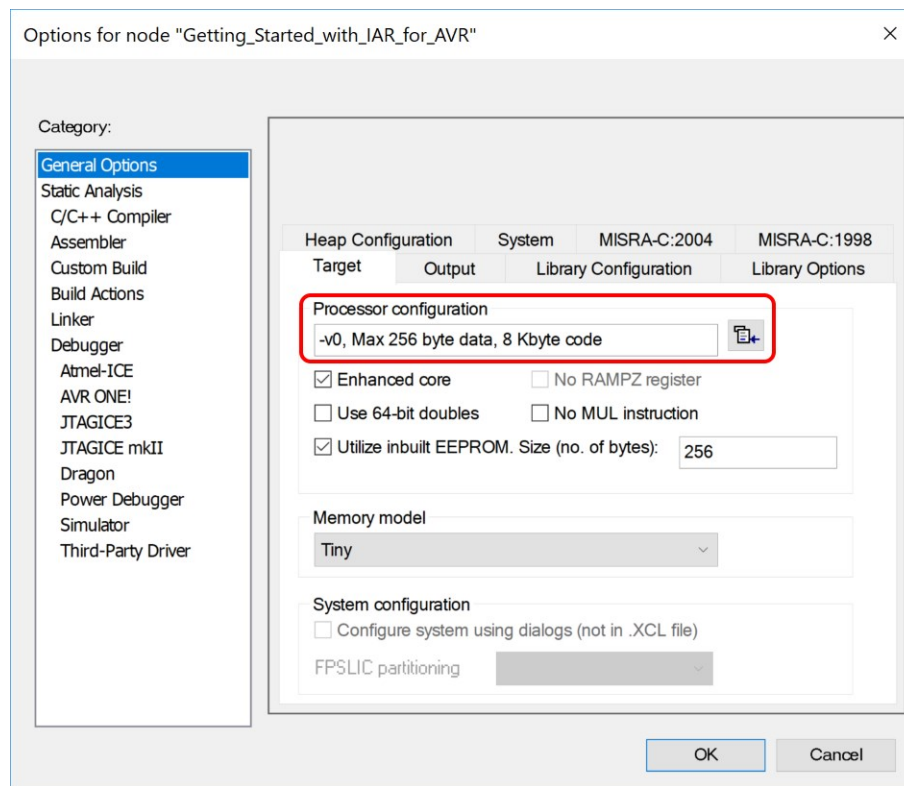 Options for node "Getting_Started_with_IAR_for_AVR"
Category:
General Options
Static Analysis
C/C++ Compiler
Assembler
Custom Build
Build Actions
Linker
Debugger
Atmel-ICE
AVR ONE!
JTAGICE3
JTAGICE mkII
Dragon
Power Debugger
Simulator
Third-Party Driver
Heap Configuration System MISRA-C:2004 MISRA-C:1998
Target Output Library Configuration Library Options
Processor configuration
-v0, Max 256 byte data, 8 Kbyte code
Enhanced core No RAMPZ register
Use 64-bit doubles No MUL instruction
Utilize inbuilt EEPROM. Size (no. of bytes): 256
Memory model
Tiny
System configuration
Configure system using dialogs (not in .XCL file)
FPSLIC partitioning
OK Cancel